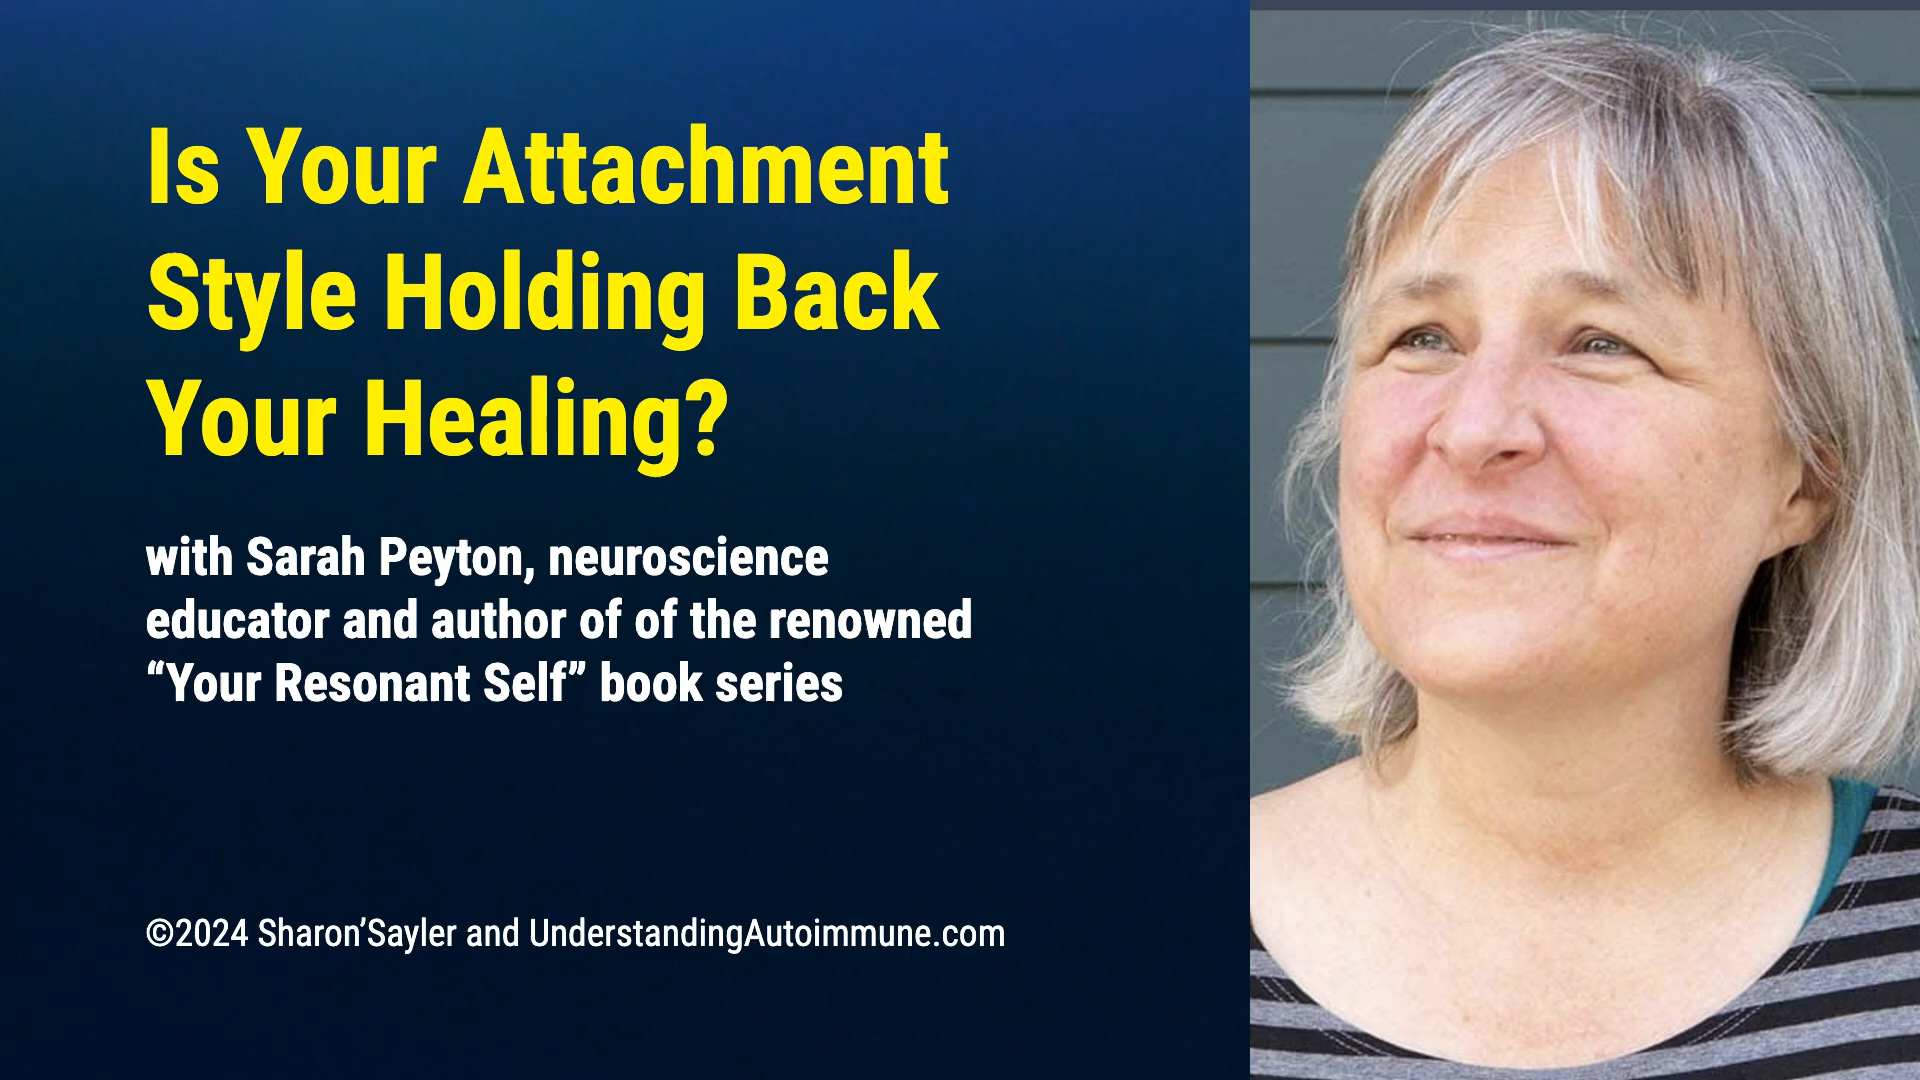 Is Your Attachment
Style Holding Back
Your Healing?
with Sarah Peyton, neuroscience
educator and author of of the renowned
“Your Resonant Self” book series
©2024 Sharon’Sayler and UnderstandingAutoimmune.com